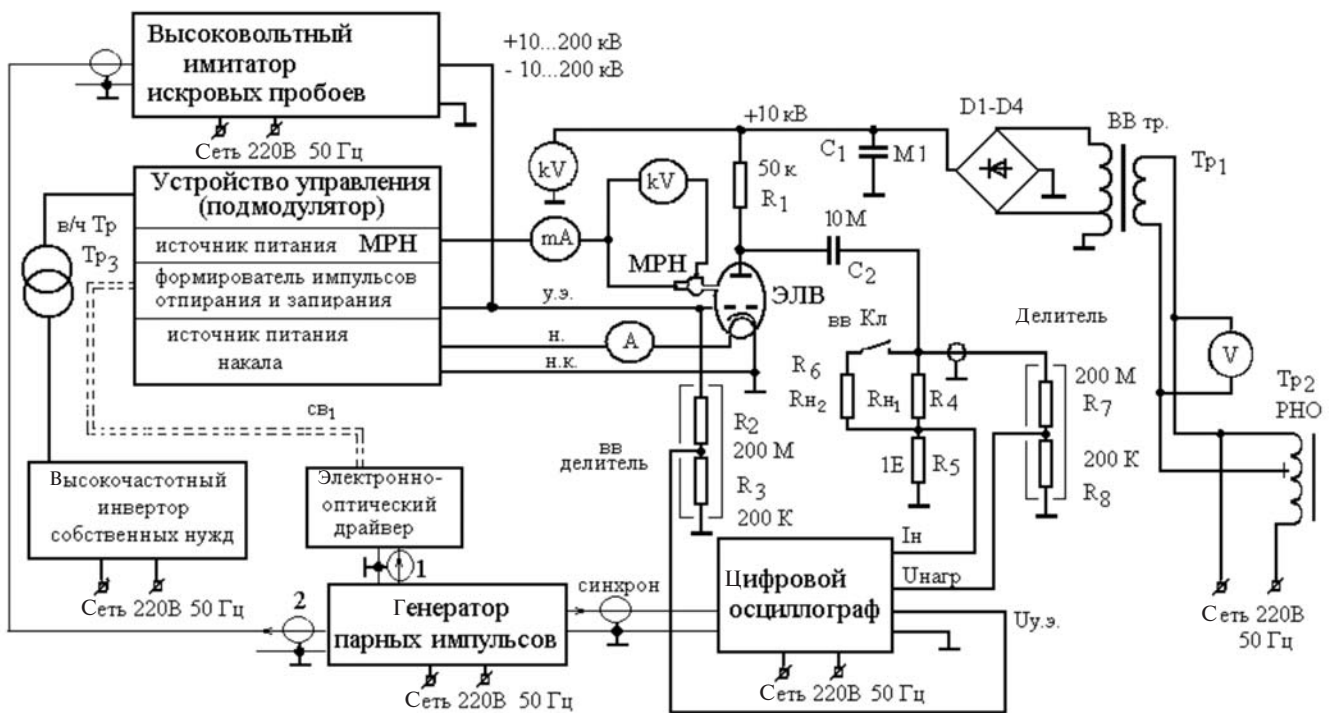 Высоковольтный
имитатор
искровых пробоев
+10...200 кВ
- 10...200 кВ
Сеть 220В 50 Гц
Устройство управления
(подмодулятор)
источник питания МРН
формирователь импульсов
отпирания и запирания
источник питания
накала
в/ч Тр
Тр3
mA
kV
kV
МРН
у.э.
н.
A
н.к.
ЭЛВ
+10 кВ
50 к
R1
C1
М1
D1-D4
ВВ тр.
Тр1
10 М
C2
вв Кл
R6
Rн2
Rн1
R4
1Е
R5
Делитель
200 М
R7
200 К
R8
V
Тр2
РНО
Сеть 220В
50 Гц
R2
200 М
вв
делитель
R3
200 К
св1
Высокочастотный
инвертор
собственных нужд
Сеть 220В 50 Гц
Электронно-
оптический
драйвер
1
2
Генератор
парных импульсов
Сеть 220В 50 Гц
синхрон
Цифровой
осциллограф
Сеть 220В 50 Гц
Iн
Uнагр
Uу.э.